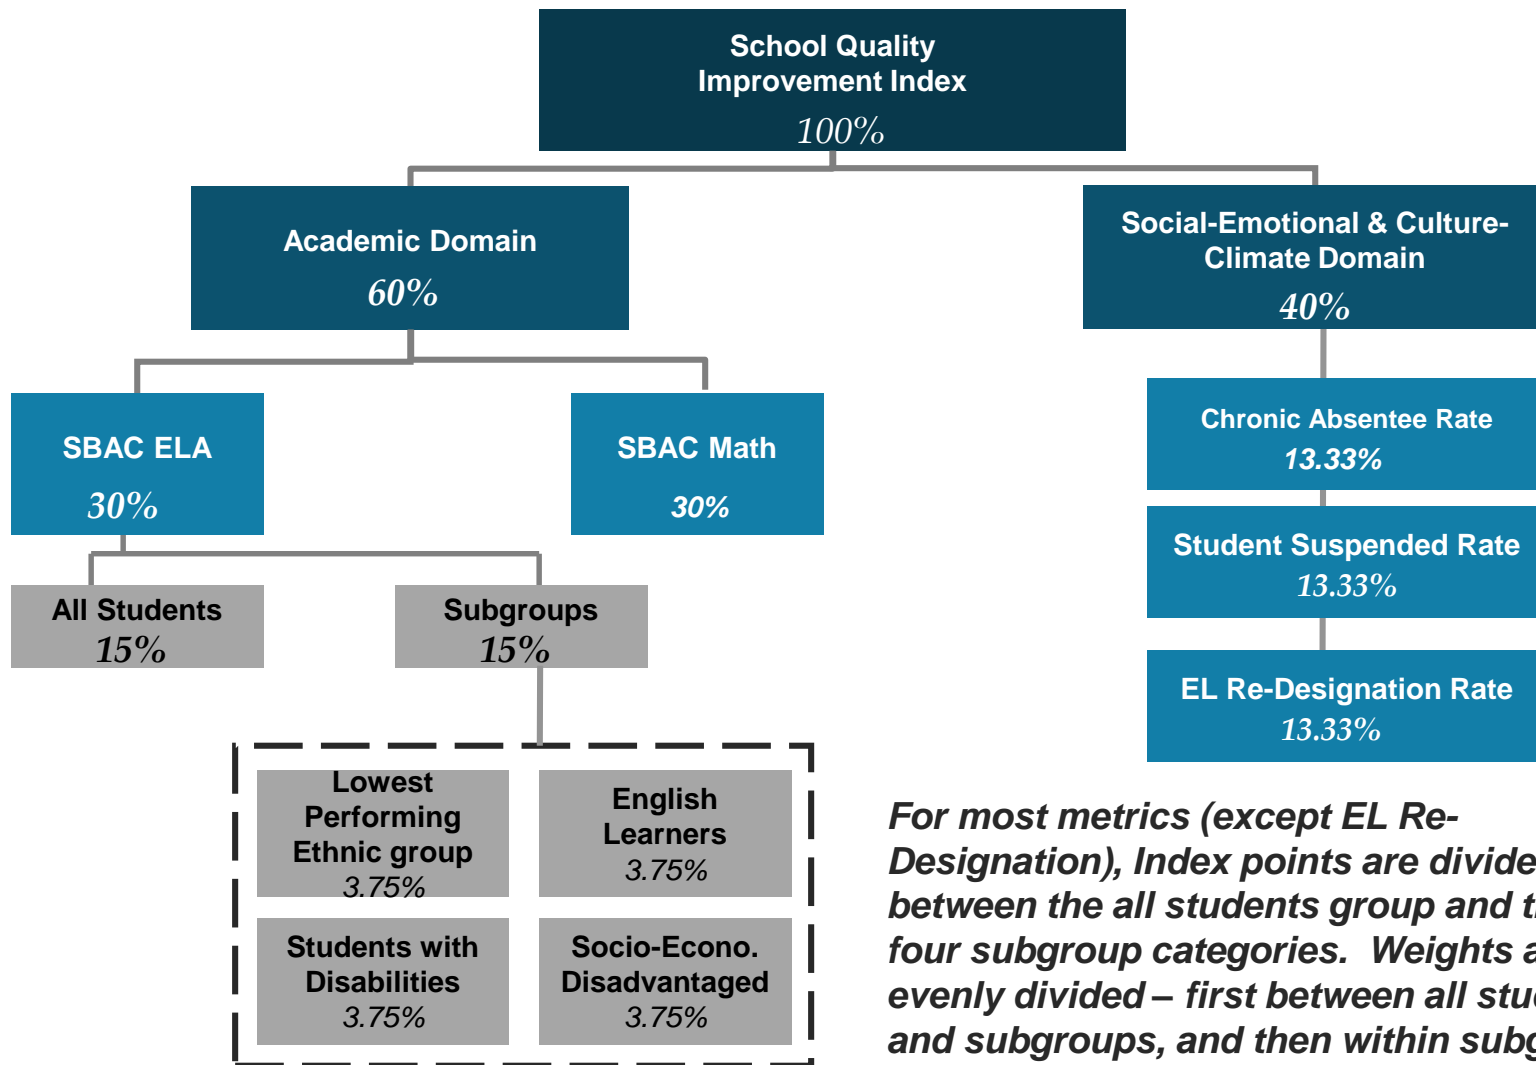 School Quality
Improvement Index
100%
Academic Domain
60%
Social-Emotional & Culture-
Climate Domain
40%
SBAC ELA
30%
SBAC Math
30%
Chronic Absentee Rate
13.33%
Student Suspended Rate
13.33%
EL Re-Designation Rate
13.33%
All Students
15%
Subgroups
15%
Lowest
Performing
Ethnic group
3.75%
English
Learners
3.75%
Students with
Disabilities
3.75%
Socio-Econo.
Disadvantaged
3.75%
For most metrics (except EL Re-
Designation), Index points are
between the all students group and
four subgroup categories. Weights
evenly divided – first between all
and subgroups, and then within